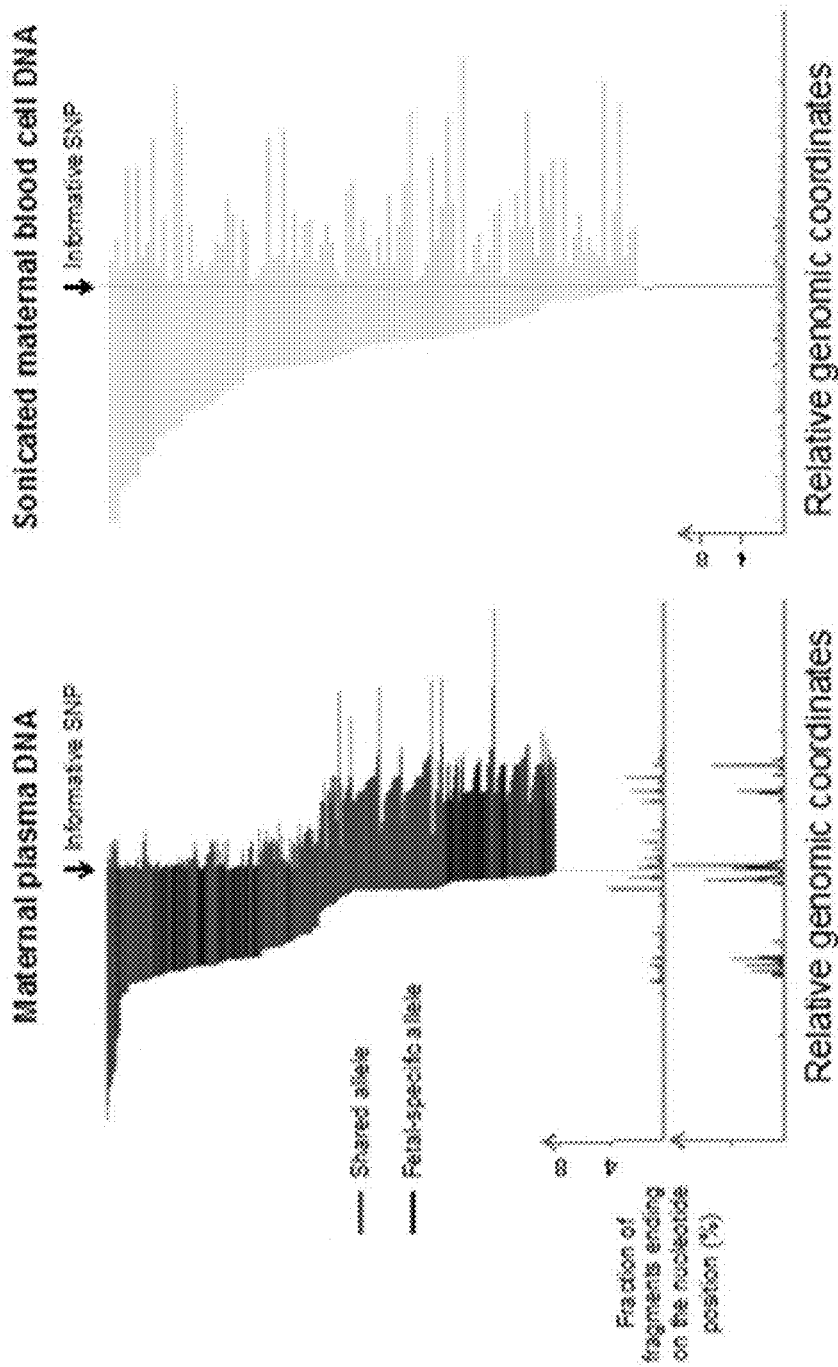 Maternal plasma DNA
Informative SNP
Shared allele
Fetal-specific allele
8
4
Fraction of
fragments ending
on the nucleotide
position (%)
Relative genomic coordinates
Sonicated maternal blood cell DNA
Informative SNP
8
4
Relative genomic coordinates